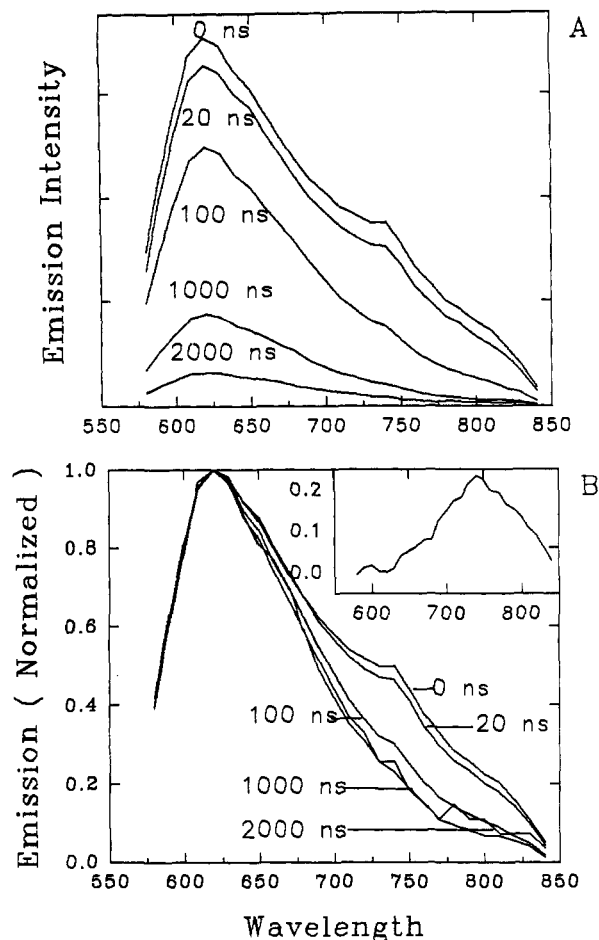 A
0 ns
20 ns
100 ns
1000 ns
2000 ns
Emission Intensity
550 600 650 700 750 800 850
B
1.0
0.8
0.6
0.4
0.2
0.0
Emission ( Normalized )
0.2
0.1
0.0
600 700 800
0 ns
20 ns
100 ns
1000 ns
2000 ns
550 600 650 700 750 800 850
Wavelength